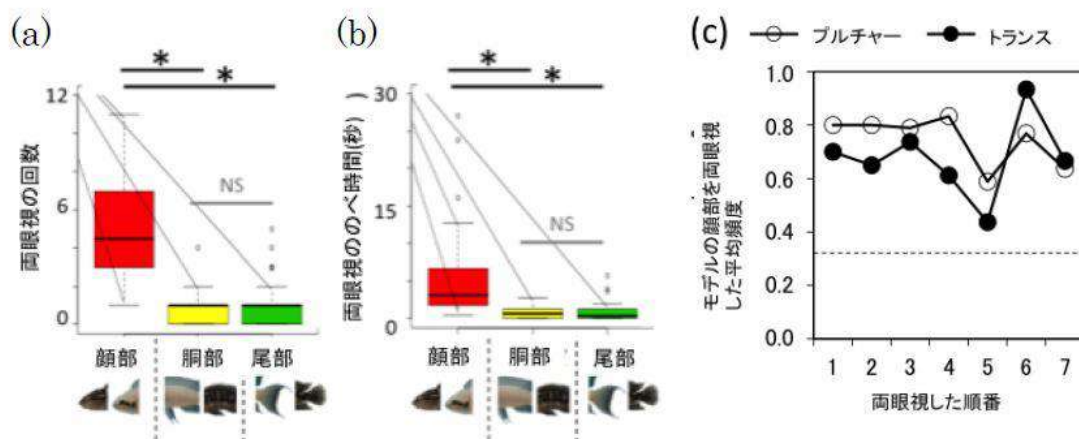 (a)
両眼視の回数
12
6
0
*
*
NS
顔部 胴部 尾部
(b)
両眼視ののべ時間(秒) )
30
15
0
*
*
NS
顔部 胴部 尾部
(c)
プルチャー トランス
モデルの顔部を両眼視
した平均頻度
1.0
0.8
0.6
0.4
0.2
0.0
1 2 3 4 5 6 7
両眼視した順番